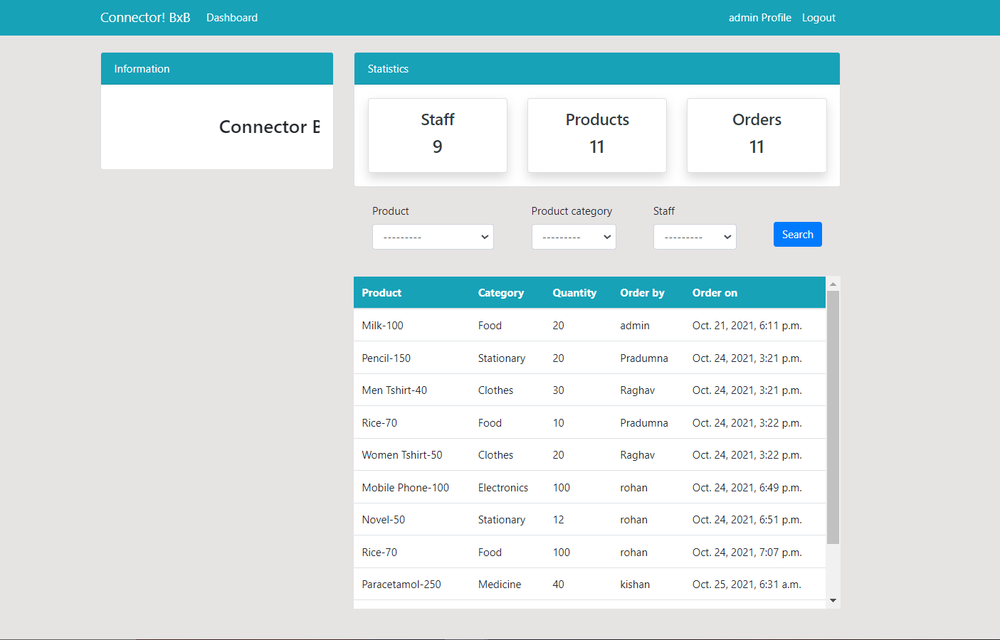 Connector! BxB Dashboard admin Profile Logout
Information
Connector B
Statistics
Staff Products Orders
9 11 11
Product Product category Staff
--------- --------- --------- Search
Product Category Quantity Order by Order on
Milk-100 Food 20 admin Oct. 21, 2021, 6:11 p.m.
Pencil-150 Stationary 20 Pradumna Oct. 24, 2021, 3:21 p.m.
Men Tshirt-40 Clothes 30 Raghav Oct. 24, 2021, 3:21 p.m.
Rice-70 Food 10 Pradumna Oct. 24, 2021, 3:22 p.m.
Women Tshirt-50 Clothes 20 Raghav Oct. 24, 2021, 3:22 p.m.
Mobile Phone-100 Electronics 100 rohan Oct. 24, 2021, 6:49 p.m.
Novel-50 Stationary 12 rohan Oct. 24, 2021, 6:51 p.m.
Rice-70 Food 100 rohan Oct. 24, 2021, 7:07 p.m.
Paracetamol-250 Medicine 40 kishan Oct. 25, 2021, 6:31 a.m.